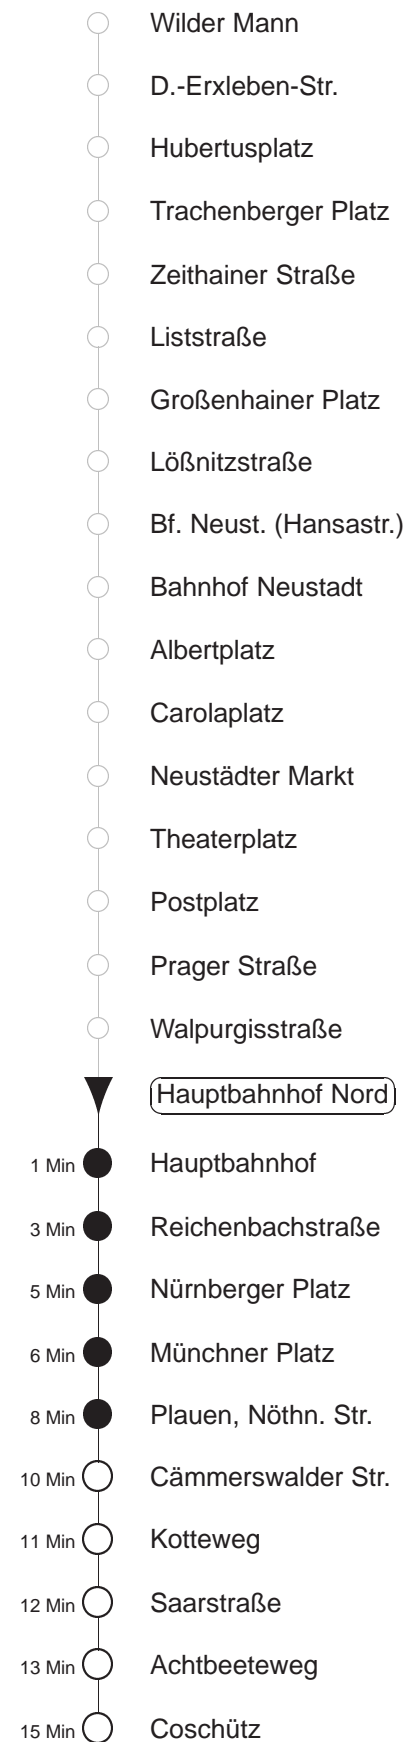 Wilder Mann
D.-Erxleben-Str.
Hubertusplatz
Trachenberger Platz
Zeithainer Straße
Liststraße
Großenhainer Platz
Lößnitzstraße
Bf. Neust. (Hansastr.)
Bahnhof Neustadt
Albertplatz
Carolaplatz
Neustädter Markt
Theaterplatz
Postplatz
Prager Straße
Walpurgisstraße
Hauptbahnhof Nord
1 Min Hauptbahnhof
3 Min Reichenbachstraße
5 Min Nürnberger Platz
6 Min Münchner Platz
8 Min Plauen, Nöthn. Str.
10 Min Cämmerswalder Str.
11 Min Kotteweg
12 Min Saarstraße
13 Min Achtbeeteweg
15 Min Coschütz